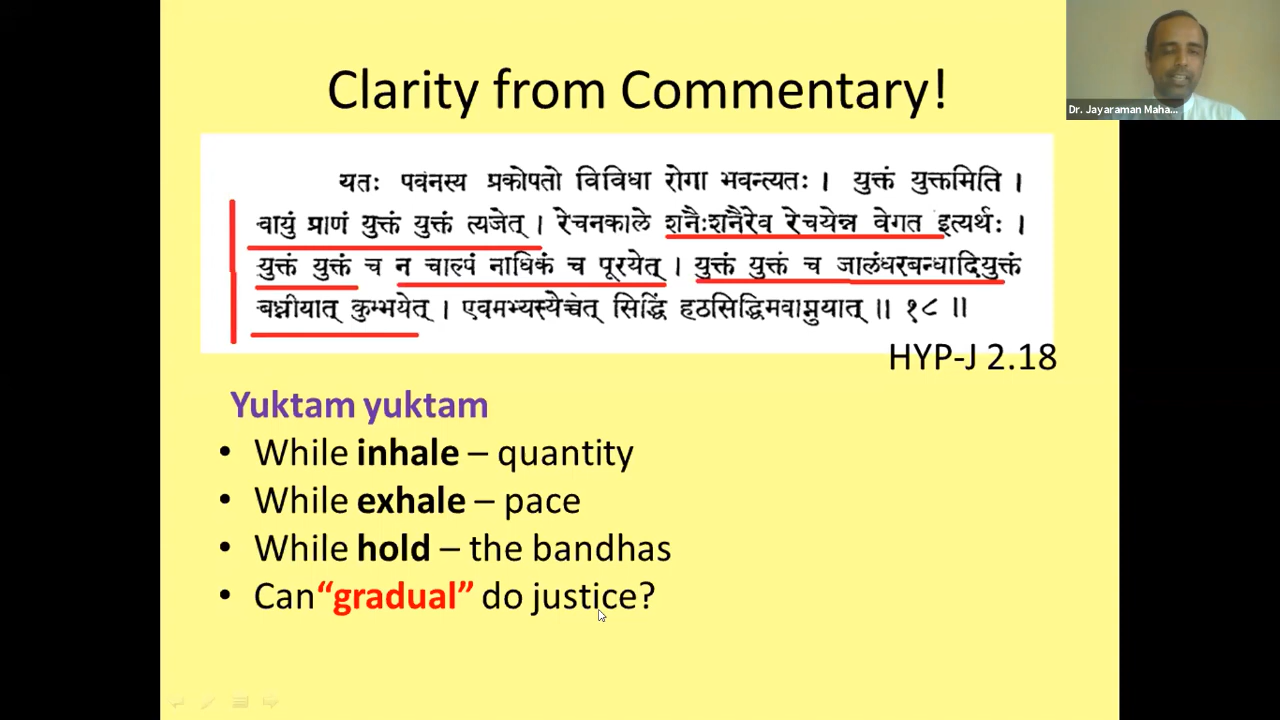 Clarity from Commentary!
Dr. Jayaraman Maha...
यतः पवनस्य प्रकोपतो विविधा रोगा भवन्त्यतः । युक्तं युक्तमिति ।
वायुं प्राणं युक्तं युक्तं त्यजेत् । रेचनकाले शनैःशनैरेव रेचयेन्न वेगत इत्यर्थः ।
युक्तं युक्तं च न चाल्पं नाधिकं च पूरयेत् । युक्तं युक्तं च जालंधरबन्धादियुक्तं
बध्नीयात् कुम्भयेत् । एवमभ्यस्येच्चेत् सिद्धिं हठसिद्धिमवाप्नुयात् ॥ १८ ॥
HYP-J 2.18
Yuktam yuktam
• While inhale – quantity
• While exhale – pace
• While hold – the bandhas
• Can“gradual” do justice?